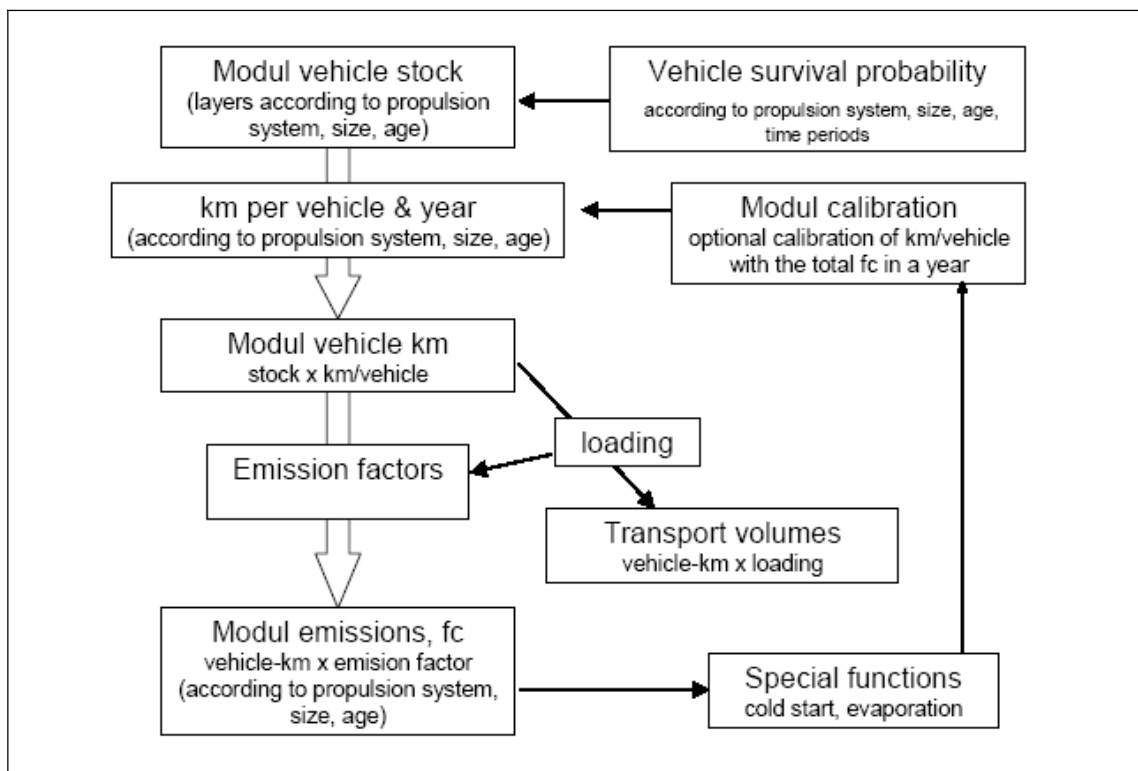 Modul vehicle stock
(layers according to propulsion
system, size, age)
Vehicle survival probability
according to propulsion system, size, age,
time periods
km per vehicle & year
(according to propulsion system, size, age)
Modul calibration
optional calibration of km/vehicle
with the total fc in a year
Modul vehicle km
stock x km/vehicle
loading
Emission factors
Transport volumes
vehicle-km x loading
Modul emissions, fc
vehicle-km x emision factor
(according to propulsion system,
size, age)
Special functions
cold start, evaporation